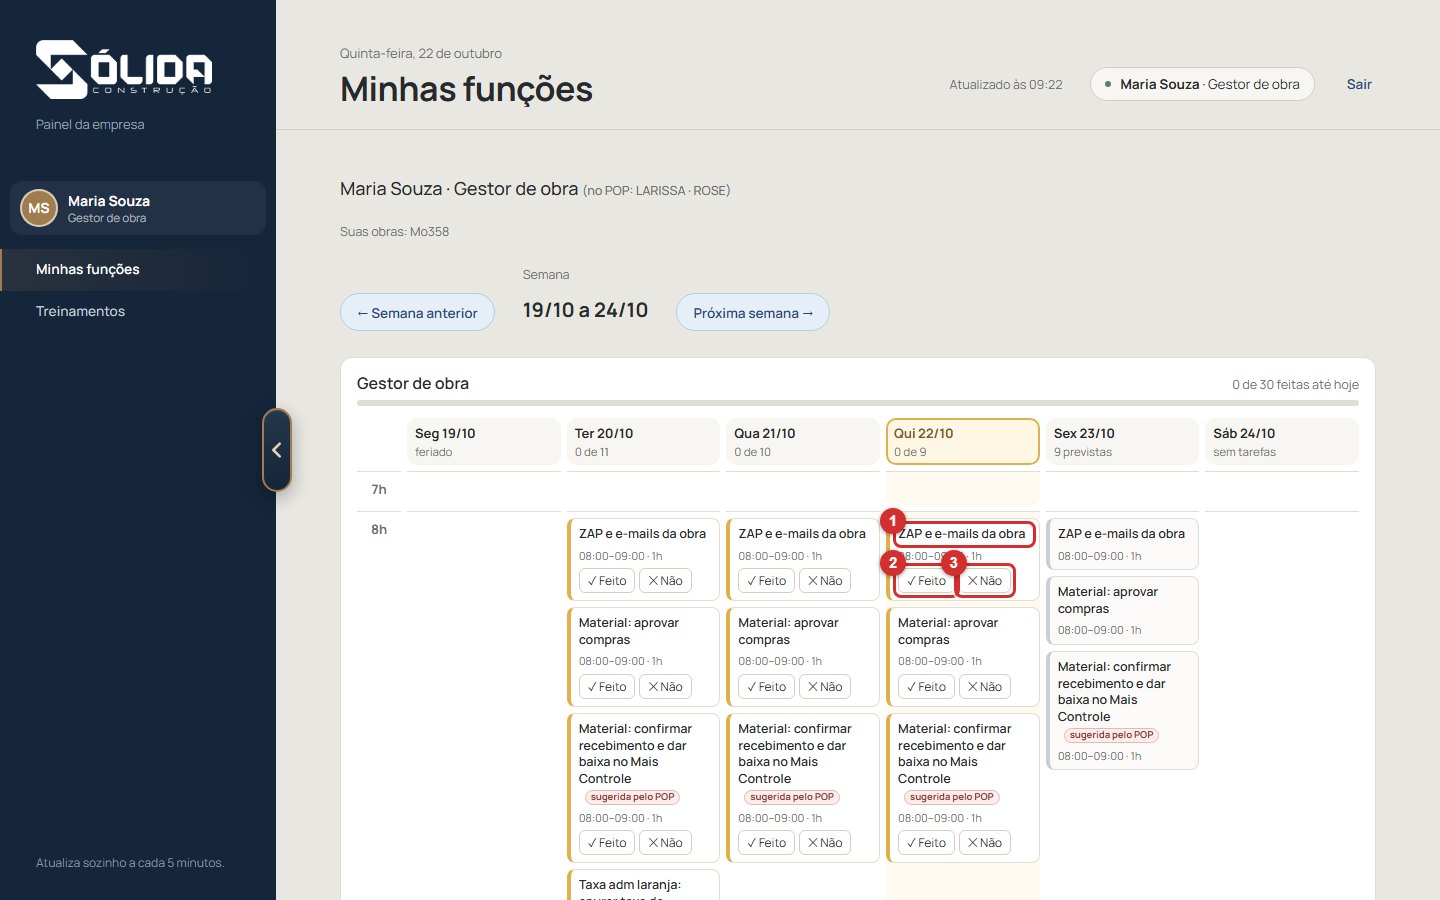 SÓLIDA
CONSTRUÇÃO
Painel da empresa
MS
Maria Souza
Gestor de obra
Minhas funções
Treinamentos
Atualiza sozinho a cada 5 minutos.
Quinta-feira, 22 de outubro
Minhas funções
Atualizado às 09:22
Maria Souza · Gestor de obra
Sair
Maria Souza · Gestor de obra (no POP: LARISSA · ROSE)
Suas obras: Mo358
← Semana anterior
Semana
19/10 a 24/10
Próxima semana →
Gestor de obra
0 de 30 feitas até hoje
Seg 19/10
feriado
Ter 20/10
0 de 11
Qua 21/10
0 de 10
Qui 22/10
0 de 9
Sex 23/10
9 previstas
Sáb 24/10
sem tarefas
7h
8h
ZAP e e-mails da obra
08:00–09:00 · 1h
✓ Feito
✕ Não
Material: aprovar
compras
08:00–09:00 · 1h
✓ Feito
✕ Não
Material: confirmar
recebimento e dar
baixa no Mais
Controle
sugerida pelo POP
08:00–09:00 · 1h
✓ Feito
✕ Não
Taxa adm laranja:
ZAP e e-mails da obra
08:00–09:00 · 1h
✓ Feito
✕ Não
Material: aprovar
compras
08:00–09:00 · 1h
✓ Feito
✕ Não
Material: confirmar
recebimento e dar
baixa no Mais
Controle
sugerida pelo POP
08:00–09:00 · 1h
✓ Feito
✕ Não
1
ZAP e e-mails da obra
1h
2
3
✓ Feito
✕ Não
Material: aprovar
compras
08:00–09:00 · 1h
✓ Feito
✕ Não
Material: confirmar
recebimento e dar
baixa no Mais
Controle
sugerida pelo POP
08:00–09:00 · 1h
✓ Feito
✕ Não
ZAP e e-mails da obra
08:00–09:00 · 1h
Material: aprovar
compras
08:00–09:00 · 1h
Material: confirmar
recebimento e dar
baixa no Mais
Controle
sugerida pelo POP
08:00–09:00 · 1h